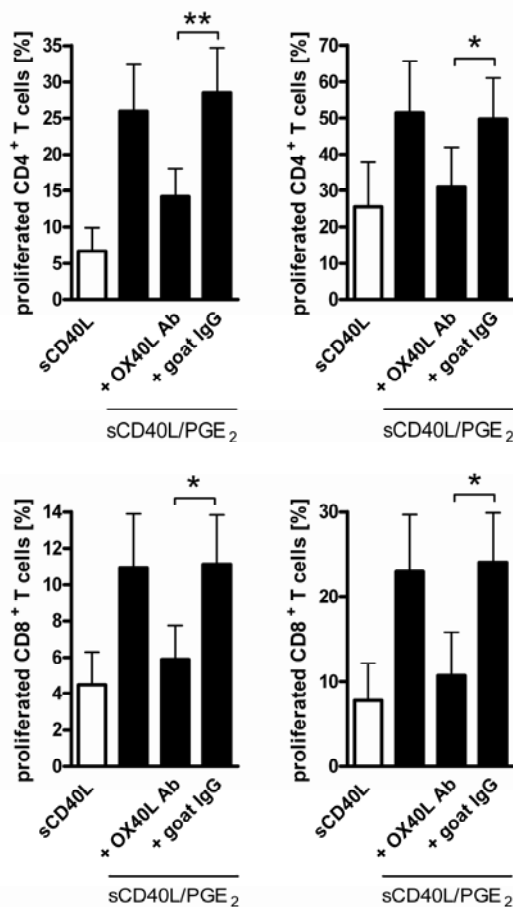 proliferated CD4+ T cells [%]
35
30
25
20
15
10
5
0
**
sCD40L
+ OX40L Ab
+ goat IgG
sCD40L/PGE2
proliferated CD4+ T cells [%]
70
60
50
40
30
20
10
0
*
sCD40L
+ OX40L Ab
+ goat IgG
sCD40L/PGE2
proliferated CD8+ T cells [%]
14
12
10
8
6
4
2
0
*
sCD40L
+ OX40L Ab
+ goat IgG
sCD40L/PGE2
proliferated CD8+ T cells [%]
30
20
10
0
*
sCD40L
+ OX40L Ab
+ goat IgG
sCD40L/PGE2